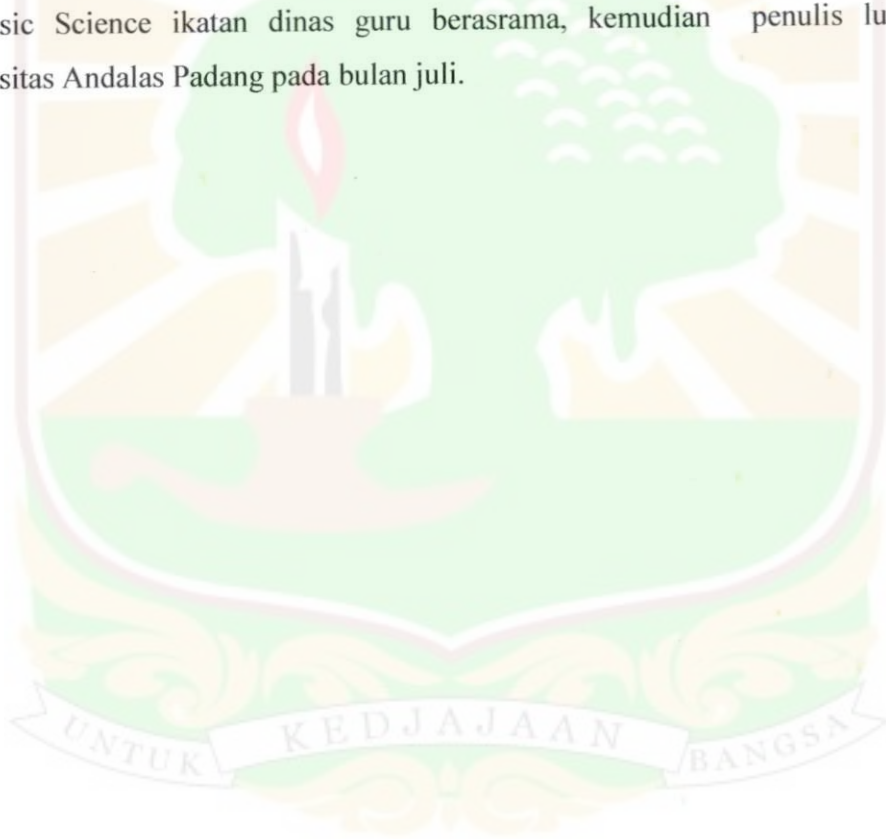 sic Science ikatan dinas guru berasrama, kemudian penulis lu
sitas Andalas Padang pada bulan juli.
UNTUK KEDJAJAAN BANGSA